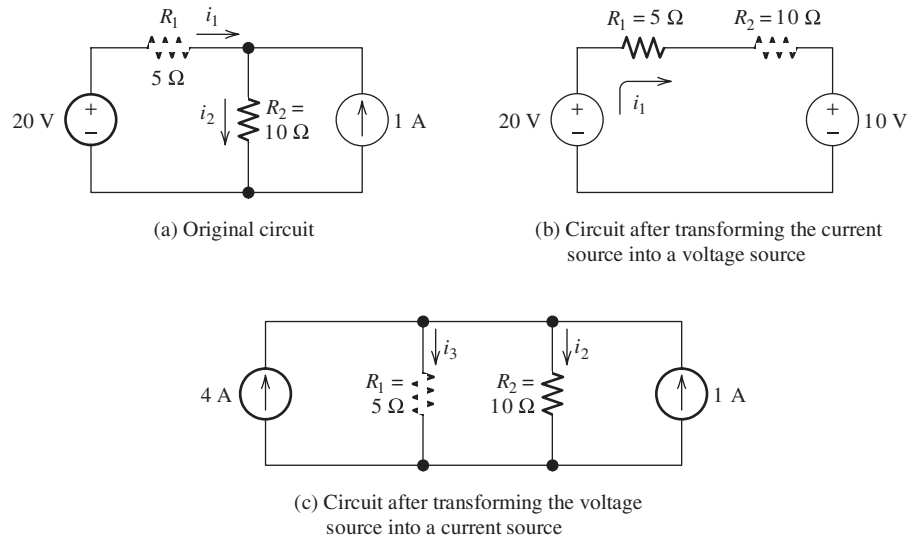 R₁
i₁
5 Ω
20 V
+
−
i₂
R₂ =
10 Ω
1 A
(a) Original circuit
R₁ = 5 Ω
R₂ = 10 Ω
i₁
20 V
+
−
+
−
10 V
(b) Circuit after transforming the current
source into a voltage source
4 A
i₃
R₁ =
5 Ω
i₂
R₂ =
10 Ω
1 A
(c) Circuit after transforming the voltage
source into a current source